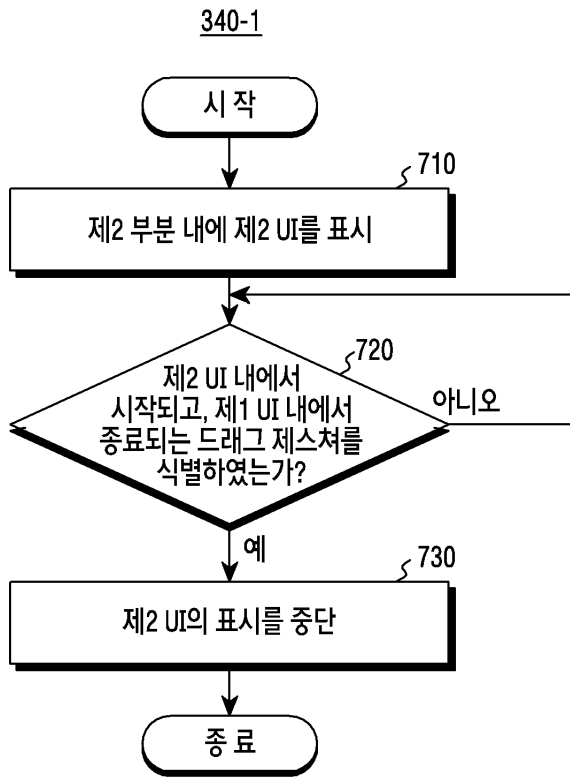 340-1
시 작
710
제2 부분 내에 제2 UI를 표시
720
제2 UI 내에서
시작되고, 제1 UI 내에서
종료되는 드래그 제스쳐를
식별하였는가?
아니오
예
730
제2 UI의 표시를 중단
종 료